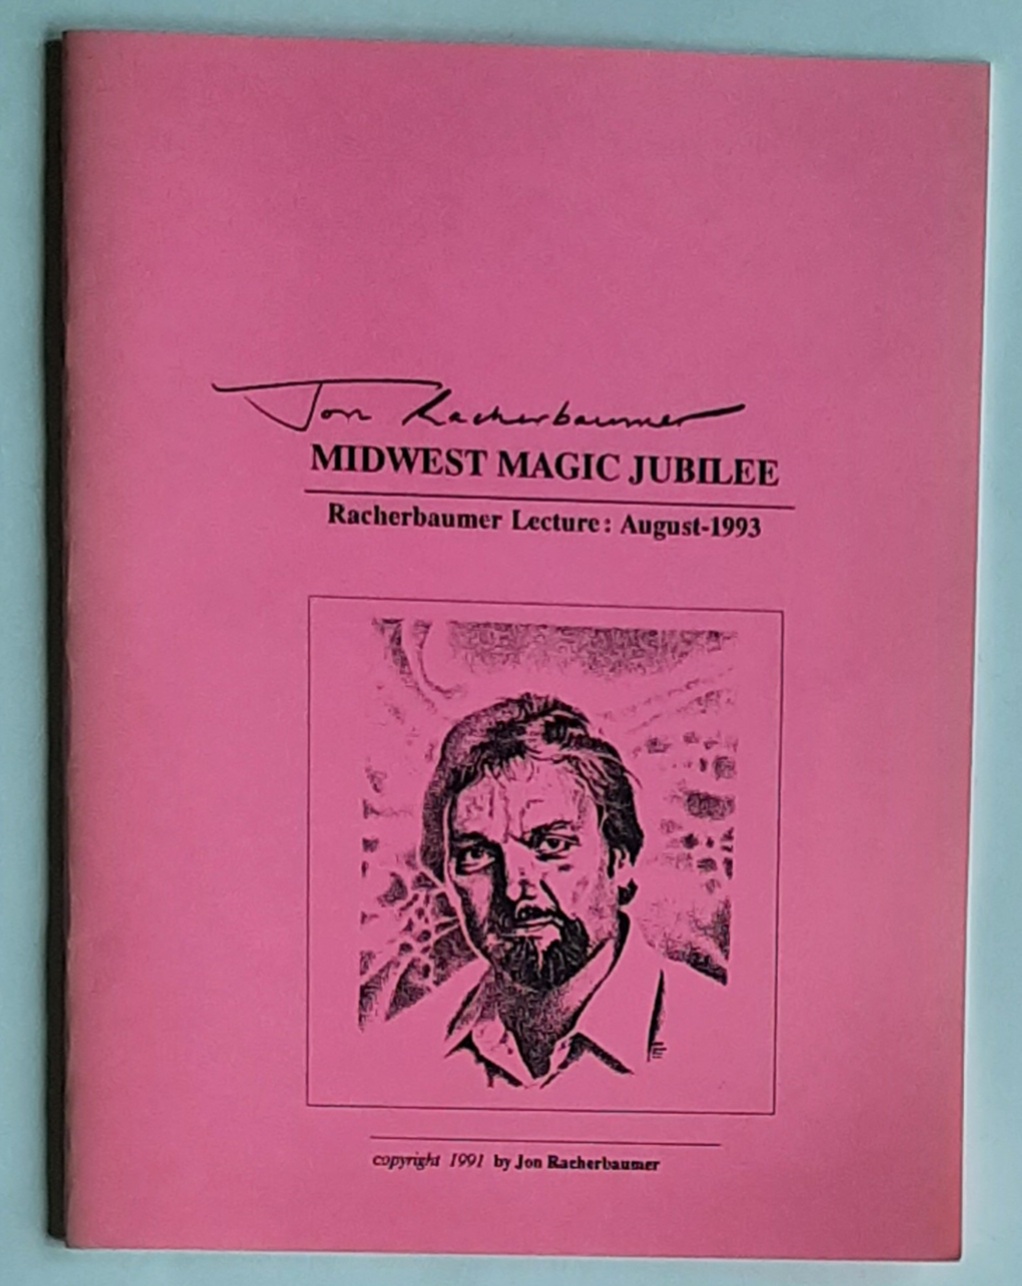 Jon Racherbaumer
MIDWEST MAGIC JUBILEE
Racherbaumer Lecture: August-1993
copyright 1991 by Jon Racherbaumer